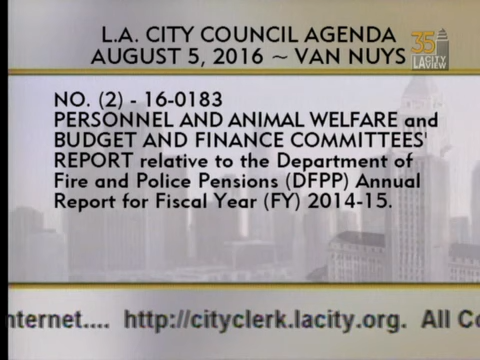 L.A. CITY COUNCIL AGENDA
AUGUST 5, 2016 ~ VAN NUYS
35
LA CITY
VIEW
NO. (2) - 16-0183
PERSONNEL AND ANIMAL WELFARE and
BUDGET AND FINANCE COMMITTEES'
REPORT relative to the Department of
Fire and Police Pensions (DFPP) Annual
Report for Fiscal Year (FY) 2014-15.
nternet.... http://cityclerk.lacity.org. All Co